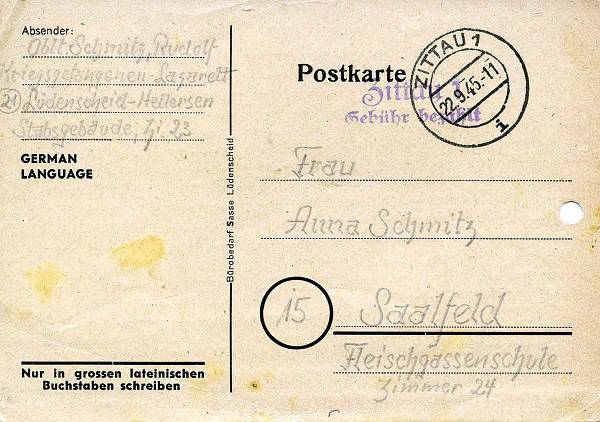 Absender:
Oblt. Schmitz, Rudolf
Kriegsgefangenen-Lazarett
21 Lüdenscheid-Hellersen
Stabsgebäude, Zi 23
GERMAN
LANGUAGE
Nur in grossen lateinischen
Buchstaben schreiben
Bürobedarf Sasse Lüdenscheid
Postkarte
ZITTAU 1
22.9.45.-11
i
Zittau 1
Gebühr bezahlt
Frau
Anna Schmitz
15 Saalfeld
Fleischgassenschule
Zimmer 24